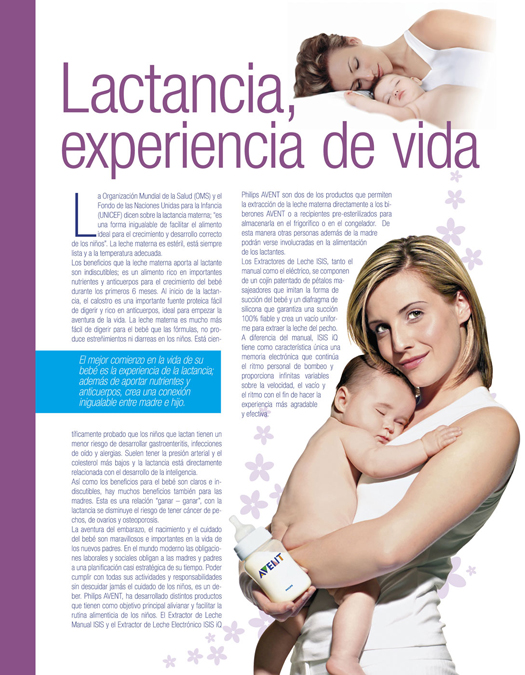 Lactancia,
experiencia de vida
La Organización Mundial de la Salud (OMS) y el
Fondo de las Naciones Unidas para la Infancia
(UNICEF) dicen sobre la lactancia materna; "es
una forma inigualable de facilitar el alimento
ideal para el crecimiento y desarrollo correcto
de los niños". La leche materna es estéril, está siempre
lista y a la temperatura adecuada.
Los beneficios que la leche materna aporta al lactante
son indiscutibles; es un alimento rico en importantes
nutrientes y anticuerpos para el crecimiento del bebé
durante los primeros 6 meses. Al inicio de la lactan-
cia, el calostro es una importante fuente proteica fácil
de digerir y rico en anticuerpos, ideal para empezar la
aventura de la vida. La leche materna es mucho más
fácil de digerir para el bebé que las fórmulas, no pro-
duce estreñimientos ni diarreas en los niños. Está cien-
El mejor comienzo en la vida de su
bebé es la experiencia de la lactancia;
además de aportar nutrientes y
anticuerpos, crea una conexión
inigualable entre madre e hijo.
tíficamente probado que los niños que lactan tienen un
menor riesgo de desarrollar gastroenteritis, infecciones
de oído y alergias. Suelen tener la presión arterial y el
colesterol más bajos y la lactancia está directamente
relacionada con el desarrollo de la inteligencia.
Así como los beneficios para el bebé son claros e in-
discutibles, hay muchos beneficios también para las
madres. Esta es una relación "ganar – ganar", con la
lactancia se disminuye el riesgo de tener cáncer de pe-
chos, de ovarios y osteoporosis.
La aventura del embarazo, el nacimiento y el cuidado
del bebé son maravillosos e importantes en la vida de
los nuevos padres. En el mundo moderno las obligacio-
nes laborales y sociales obligan a las madres y padres
a una planificación casi estratégica de su tiempo. Poder
cumplir con todas sus actividades y responsabilidades
sin descuidar jamás el cuidado de los niños, es un de-
ber. Philips AVENT, ha desarrollado distintos productos
que tienen como objetivo principal alivianar y facilitar la
rutina alimenticia de los niños. El Extractor de Leche
Manual ISIS y el Extractor de Leche Electrónico ISIS iQ
Philips AVENT son dos de los productos que permiten
la extracción de la leche materna directamente a los bi-
berones AVENT o a recipientes pre-esterilizados para
almacenarla en el frigorífico o en el congelador. De
esta manera otras personas además de la madre
podrán verse involucradas en la alimentación
de los lactantes.
Los Extractores de Leche ISIS, tanto el
manual como el eléctrico, se componen
de un cojín patentado de pétalos ma-
sajeadores que imitan la forma de
succión del bebé y un diafragma de
silicona que garantiza una succión
100% fiable y crea un vacío unifor-
me para extraer la leche del pecho.
A diferencia del manual, ISIS iQ
tiene como característica única una
memoria electrónica que continúa
el ritmo personal de bombeo y
proporciona infinitas variables
sobre la velocidad, el vacío y
el ritmo con el fin de hacer la
experiencia más agradable
y efectiva.
AVENT